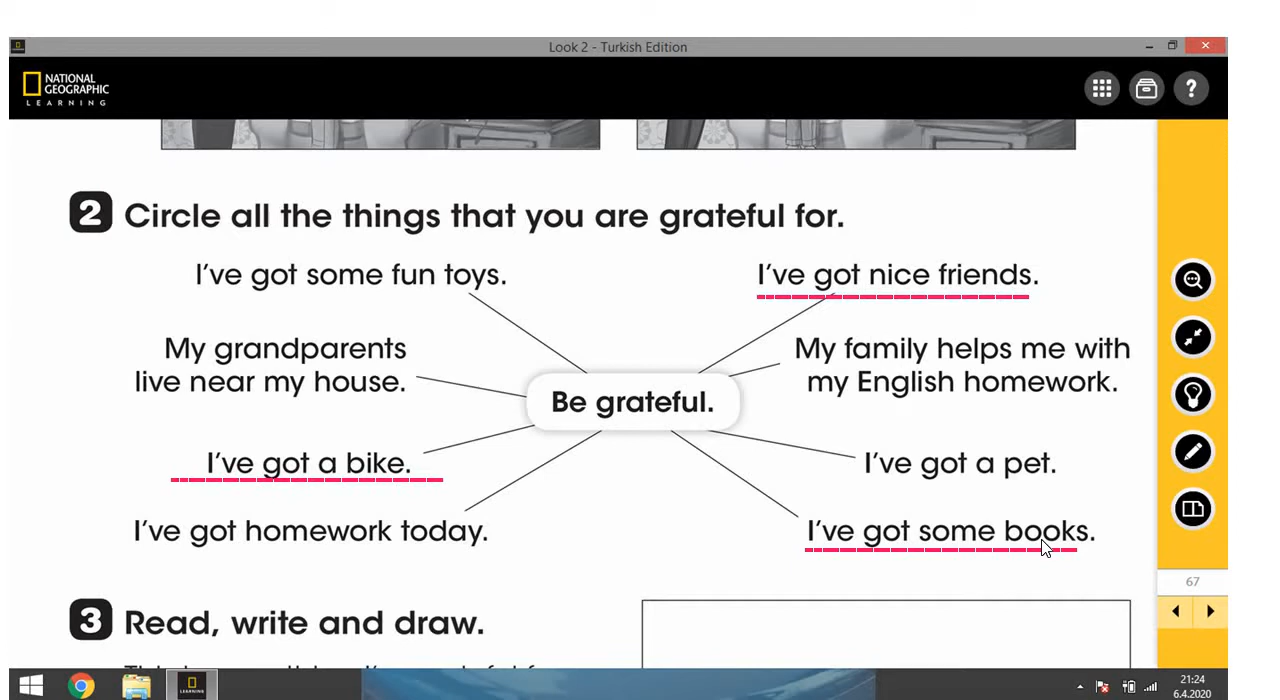 Look 2 - Turkish Edition
NATIONAL
GEOGRAPHIC
LEARNING
?
2 Circle all the things that you are grateful for.
I've got some fun toys.
I've got nice friends.
My grandparents
live near my house.
My family helps me with
my English homework.
Be grateful.
I've got a bike.
I've got a pet.
I've got homework today.
I've got some books.
67
3 Read, write and draw.
21:24
6.4.2020